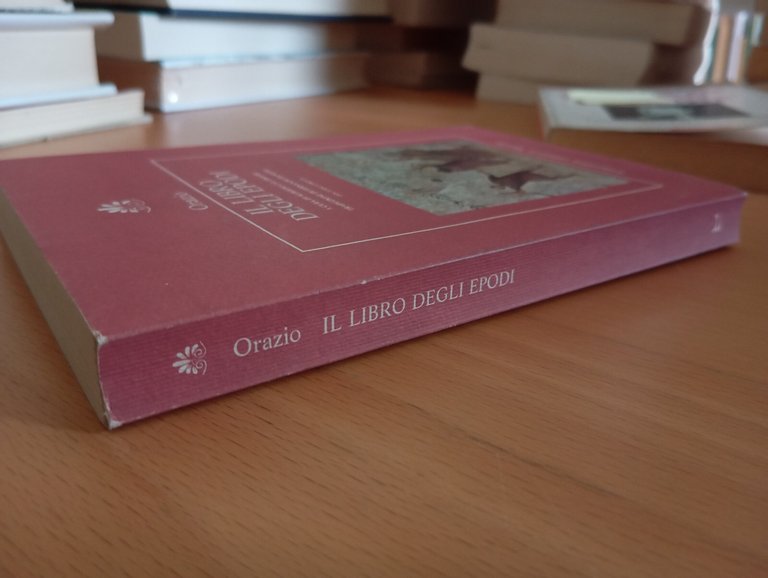 Orazio
IL LIBRO
DEGLI EPODI
Orazio IL LIBRO DEGLI EPODI